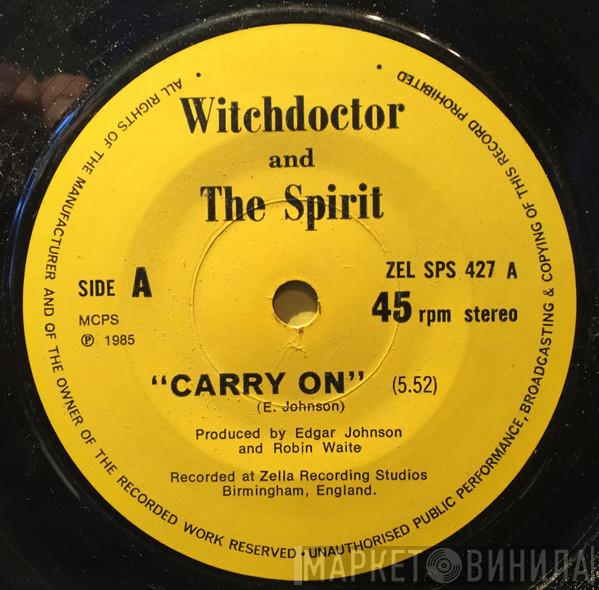 Witchdoctor
and
The Spirit
SIDE A
MCPS
℗ 1985
ZEL SPS 427 A
45 rpm stereo
"CARRY ON" (5.52)
(E. Johnson)
Produced by Edgar Johnson
and Robin Waite
Recorded at Zella Recording Studios
Birmingham, England.
• ALL RIGHTS OF THE MANUFACTURER AND OF THE OWNER OF THE RECORDED WORK RESERVED • UNAUTHORISED PUBLIC PERFORMANCE, BROADCASTING & COPYING OF THIS RECORD PROHIBITED •
МАРКЕТ ВИНИЛА